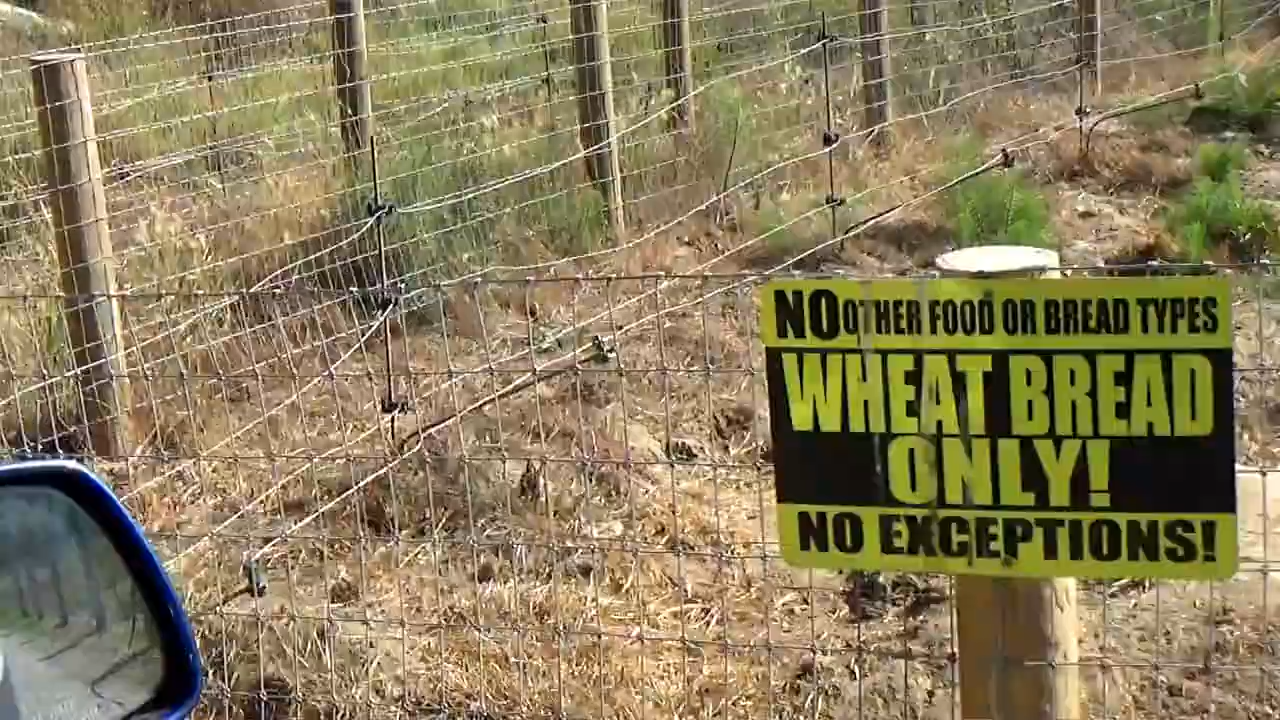 NO OTHER FOOD OR BREAD TYPES
WHEAT BREAD
ONLY!
NO EXCEPTIONS!